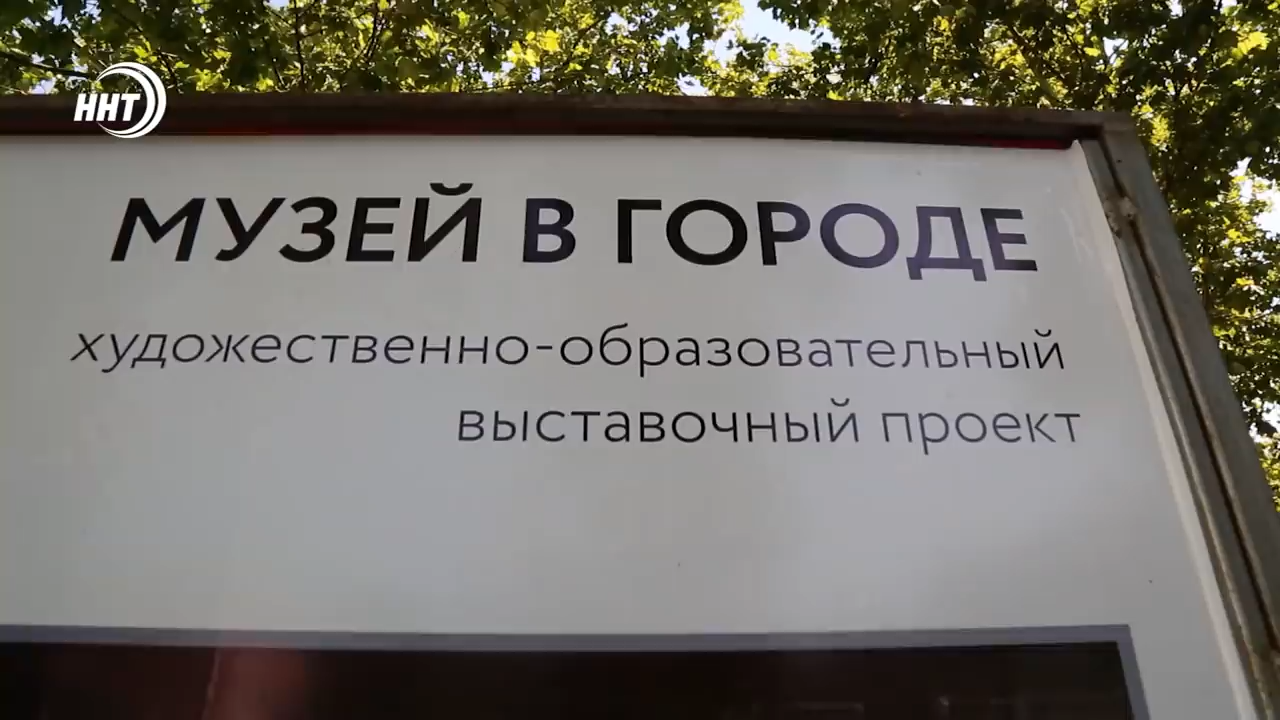 ННТ
МУЗЕЙ В ГОРОДЕ
художественно-образовательный
выставочный проект